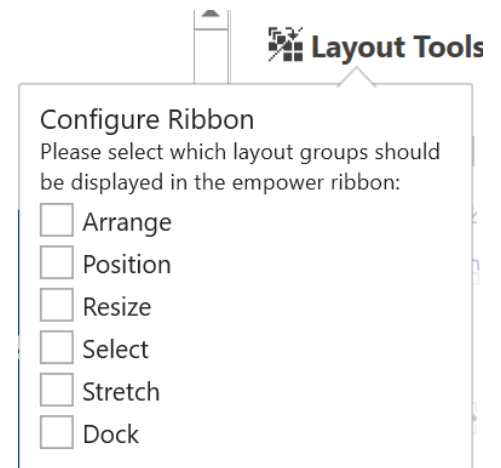 Layout Tools
Configure Ribbon
Please select which layout groups should
be displayed in the empower ribbon:
Arrange
Position
Resize
Select
Stretch
Dock